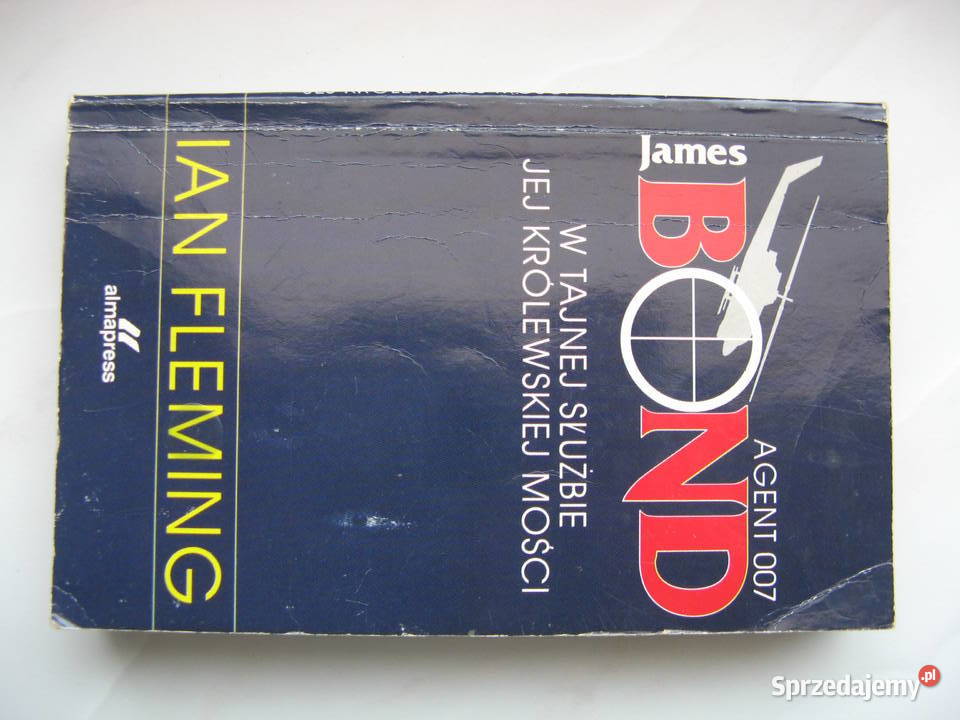 AGENT 007
James
BOND
W TAJNEJ SŁUŻBIE
JEJ KRÓLEWSKIEJ MOŚCI
IAN FLEMING
almapress
Sprzedajemy.pl